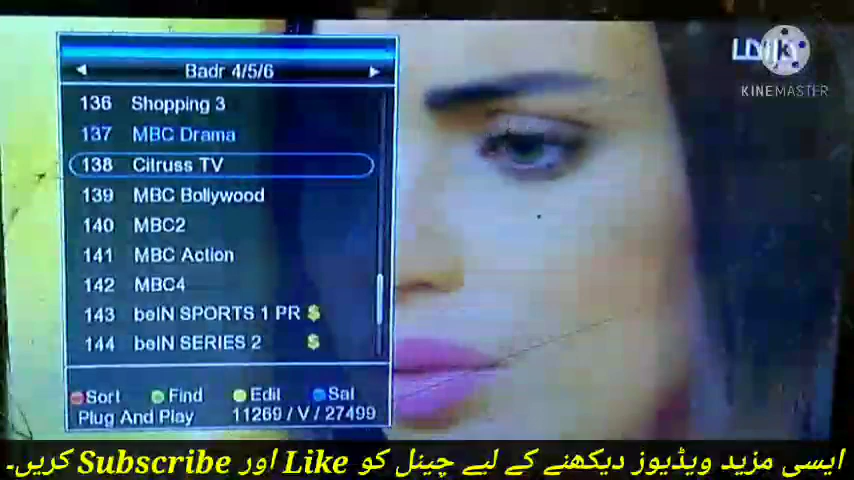 Badr 4/5/6
136 Shopping 3
137 MBC Drama
138 Citruss TV
139 MBC Bollywood
140 MBC2
141 MBC Action
142 MBC4
143 beIN SPORTS 1 PR $
144 beIN SERIES 2 $
Sort Find Edit Sat
Plug And Play 11269 / V / 27499
KINEMASTER
ایسی مزید ویڈیوز دیکھنے کے لیے چینل کو Like اور Subscribe کریں۔